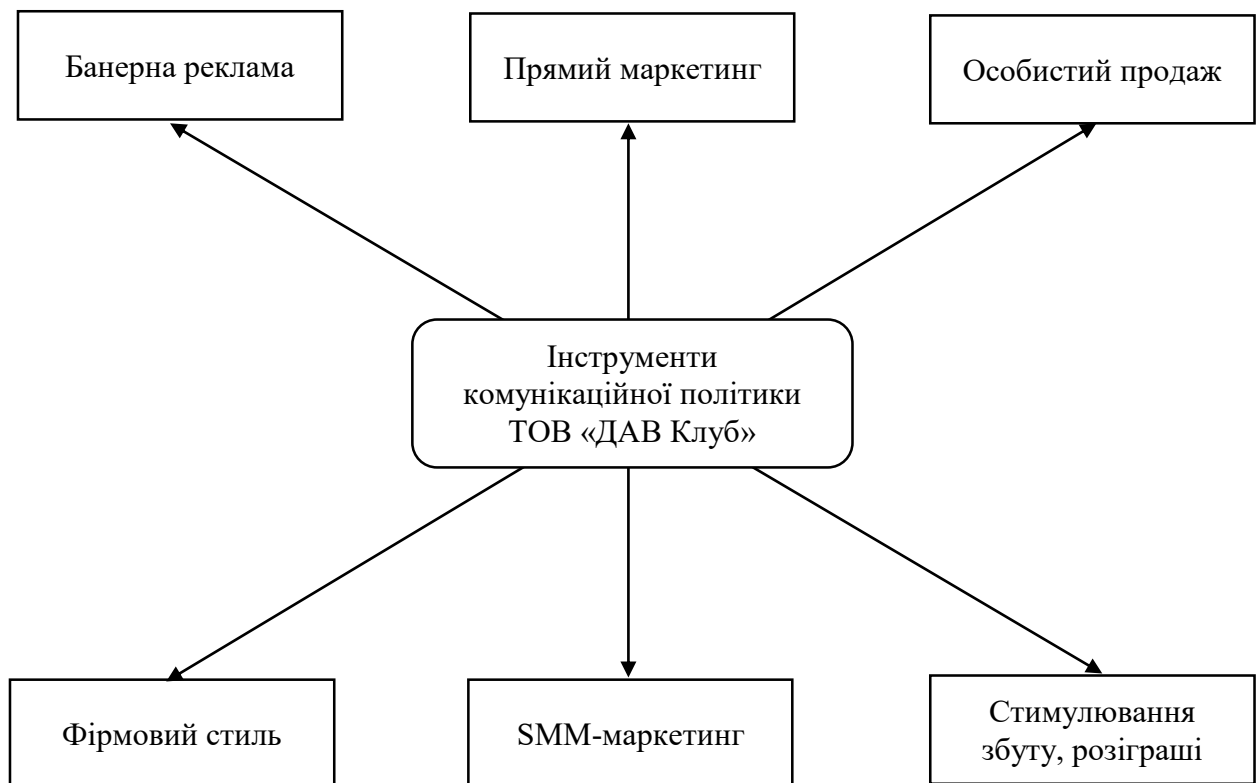 Банерна реклама
Прямий маркетинг
Особистий продаж
Інструменти
комунікаційної політики
ТОВ «ДАВ Клуб»
Фірмовий стиль
SMM-маркетинг
Стимулювання
збуту, розіграші